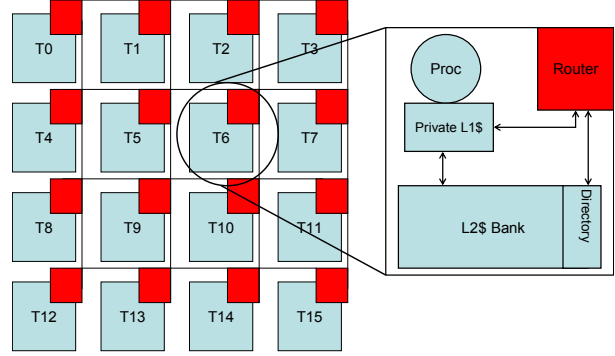 T0
T1
T2
T3
T4
T5
T6
T7
T8
T9
T10
T11
T12
T13
T14
T15
Proc
Router
Private L1$
L2$ Bank
Directory